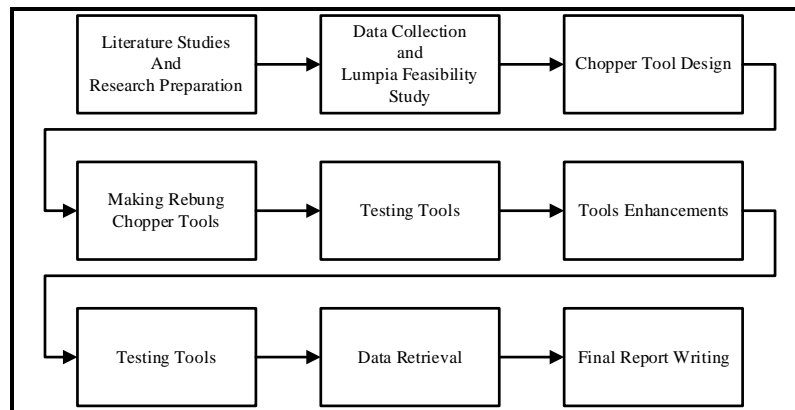 Literature Studies
And
Research Preparation
Data Collection
and
Lumpia Feasibility
Study
Chopper Tool Design
Making Rebung
Chopper Tools
Testing Tools
Tools Enhancements
Testing Tools
Data Retrieval
Final Report Writing